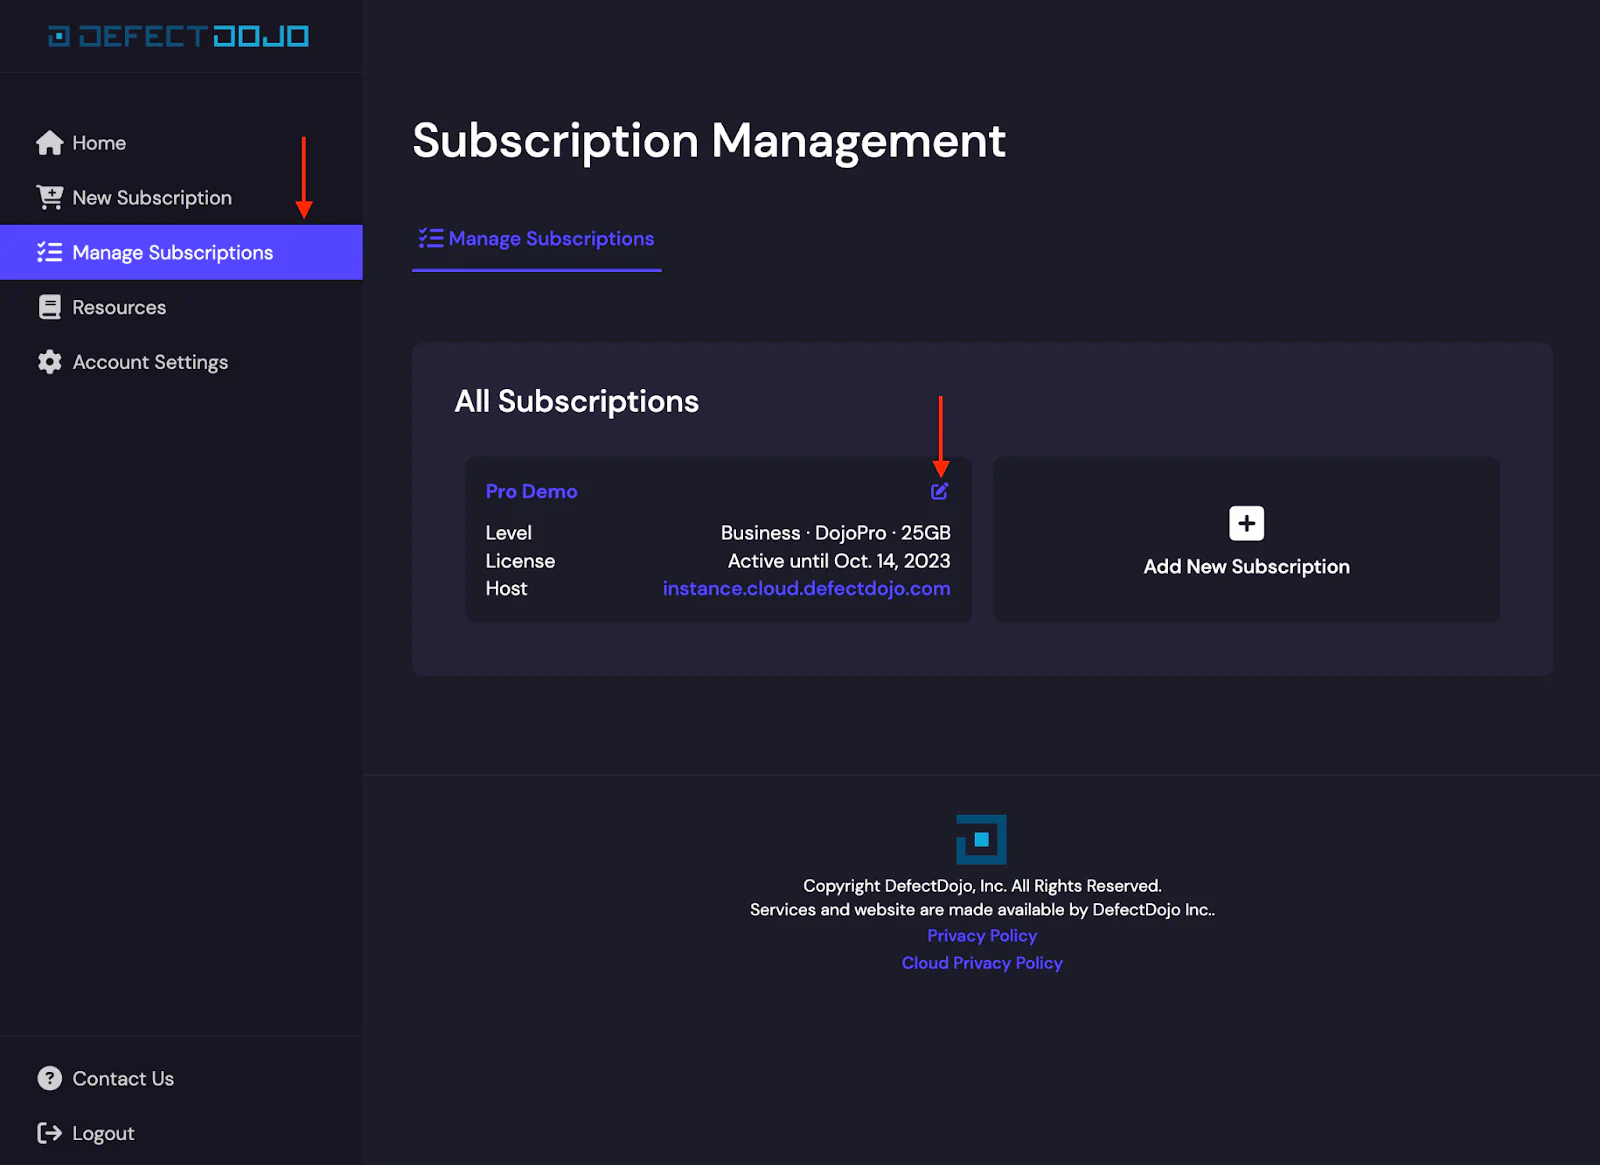 DEFECTDOJO
Home
New Subscription
Manage Subscriptions
Resources
Account Settings
Contact Us
Logout
Subscription Management
Manage Subscriptions
All Subscriptions
Pro Demo
Level Business · DojoPro · 25GB
License Active until Oct. 14, 2023
Host instance.cloud.defectdojo.com
Add New Subscription
Copyright DefectDojo, Inc. All Rights Reserved.
Services and website are made available by DefectDojo Inc..
Privacy Policy
Cloud Privacy Policy